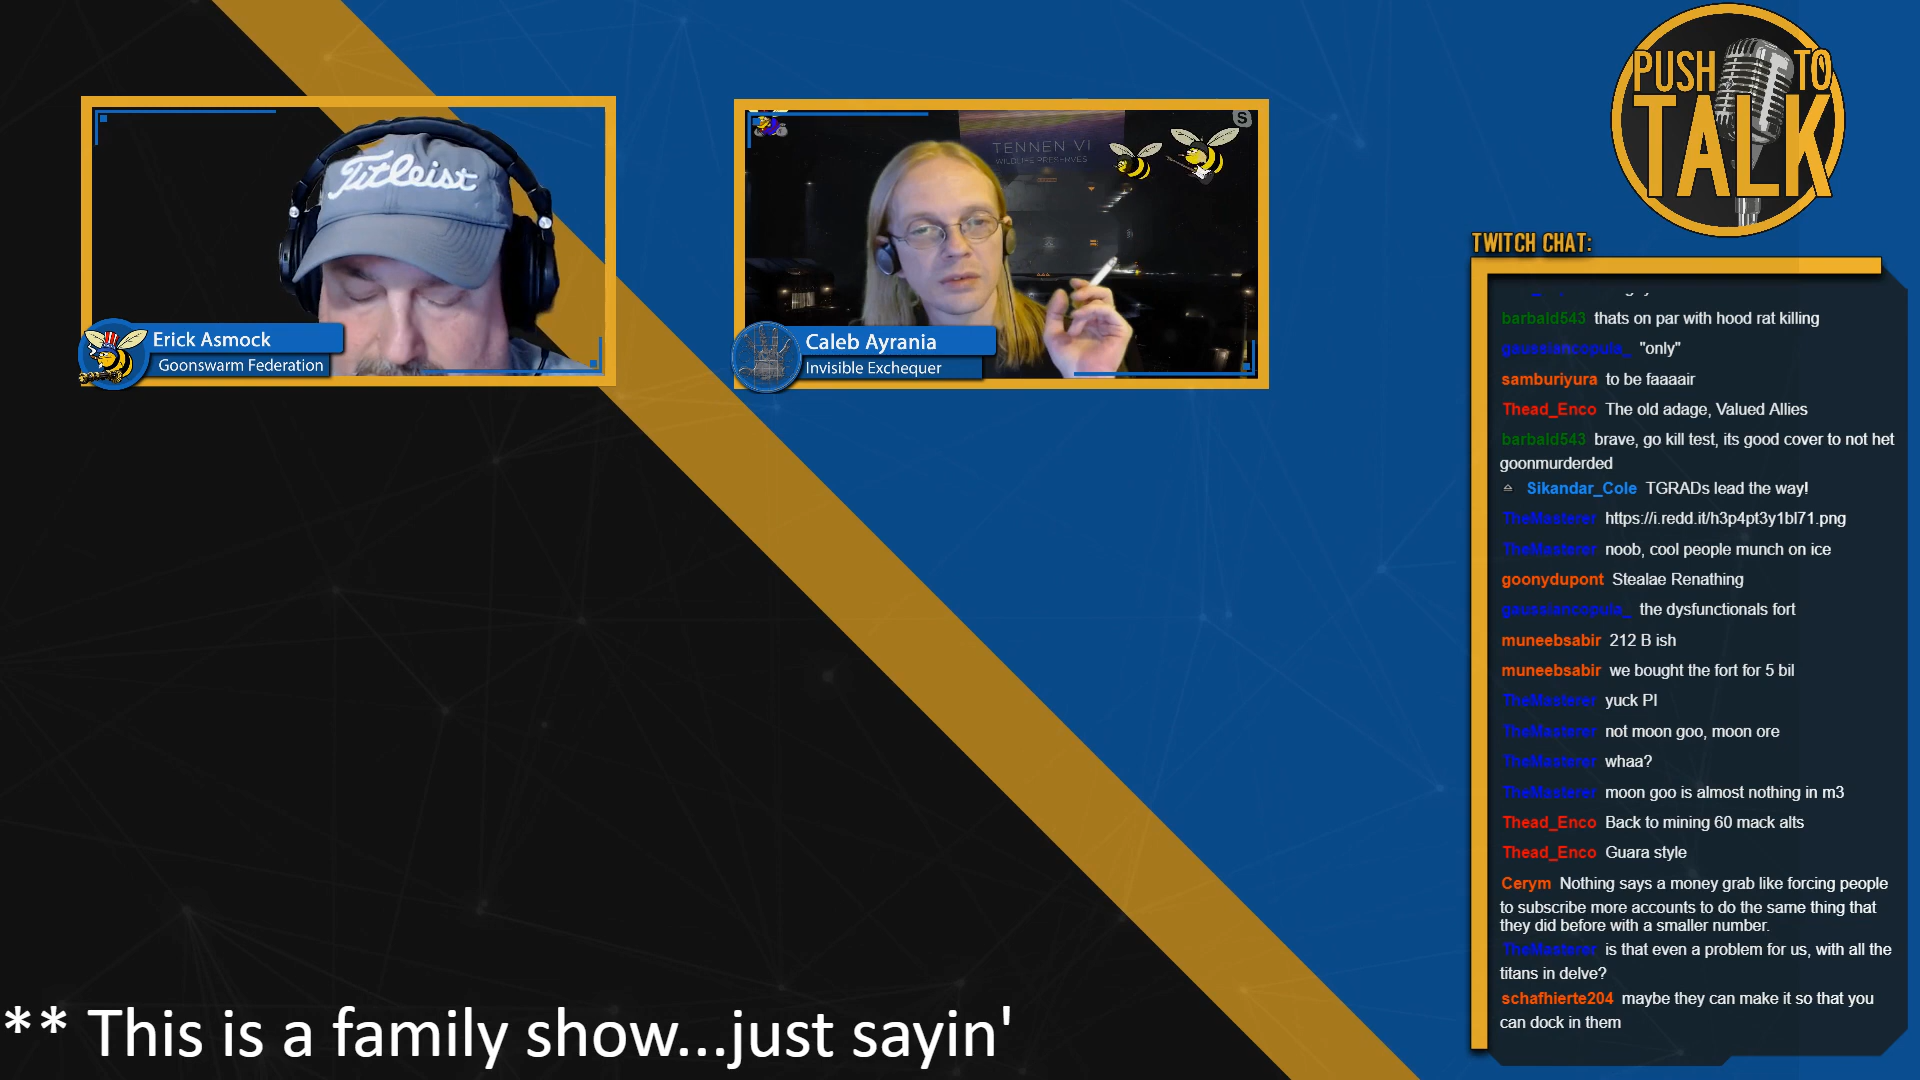 PUSH TO
TALK
Titleist
TENNEN VI
WILDLIFE PRESERVES
S
Erick Asmock
Goonswarm Federation
Caleb Ayrania
Invisible Exchequer
TWITCH CHAT:
barbald543 thats on par with hood rat killing
gaussiancopula_ "only"
samburiyura to be faaaair
Thead_Enco The old adage, Valued Allies
barbald543 brave, go kill test, its good cover to not het
goonmurderded
Sikandar_Cole TGRADs lead the way!
TheMasterer https://i.redd.it/h3p4pt3y1bl71.png
TheMasterer noob, cool people munch on ice
goonydupont Stealae Renathing
gaussiancopula_ the dysfunctionals fort
muneebsabir 212 B ish
muneebsabir we bought the fort for 5 bil
TheMasterer yuck PI
TheMasterer not moon goo, moon ore
TheMasterer whaa?
TheMasterer moon goo is almost nothing in m3
Thead_Enco Back to mining 60 mack alts
Thead_Enco Guara style
Cerym Nothing says a money grab like forcing people
to subscribe more accounts to do the same thing that
they did before with a smaller number.
TheMasterer is that even a problem for us, with all the
titans in delve?
schafhierte204 maybe they can make it so that you
can dock in them
** This is a family show...just sayin'